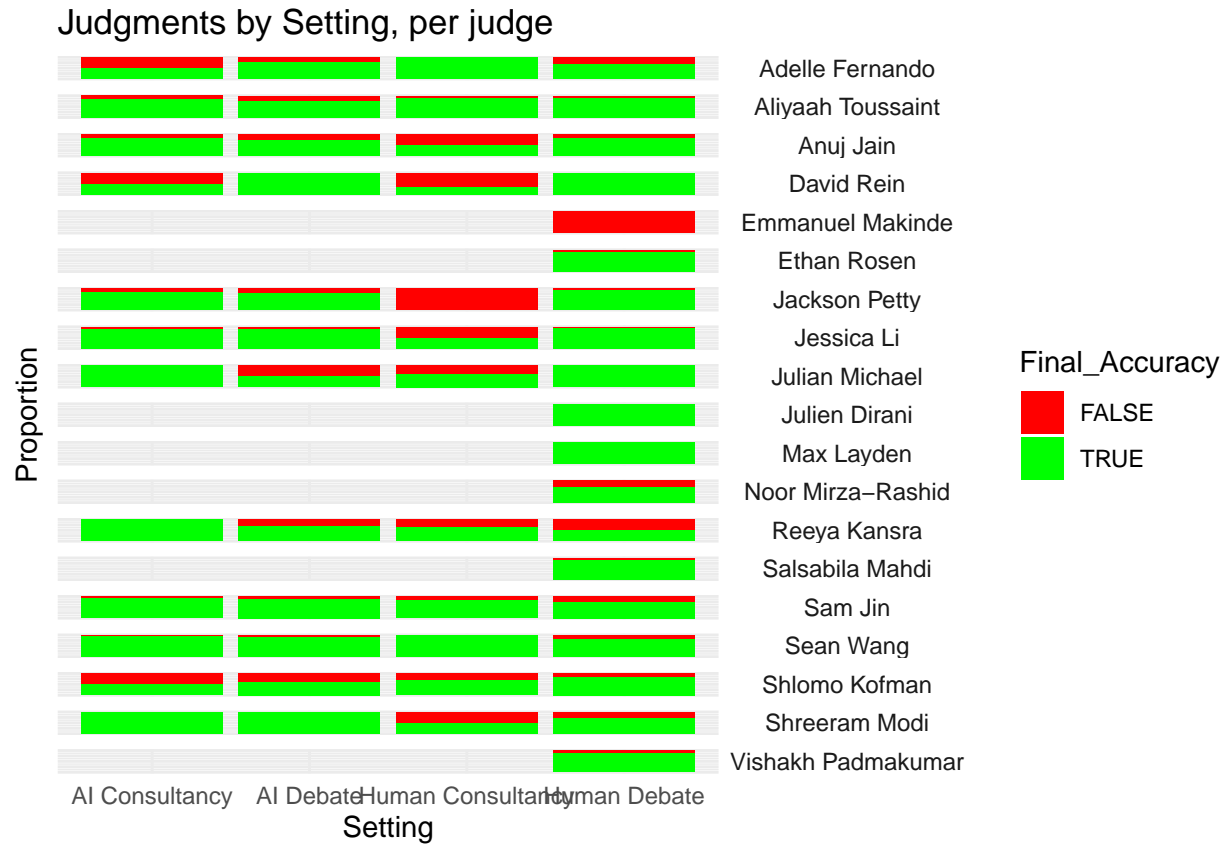 Judgments by Setting, per judge
Adelle Fernando
Aliyaah Toussaint
Anuj Jain
David Rein
Emmanuel Makinde
Ethan Rosen
Jackson Petty
Jessica Li
Julian Michael
Julien Dirani
Max Layden
Noor Mirza−Rashid
Reeya Kansra
Salsabila Mahdi
Sam Jin
Sean Wang
Shlomo Kofman
Shreeram Modi
Vishakh Padmakumar
Proportion
AI Consultancy AI Debate Human Consultancy Human Debate
Setting
Final_Accuracy
FALSE
TRUE